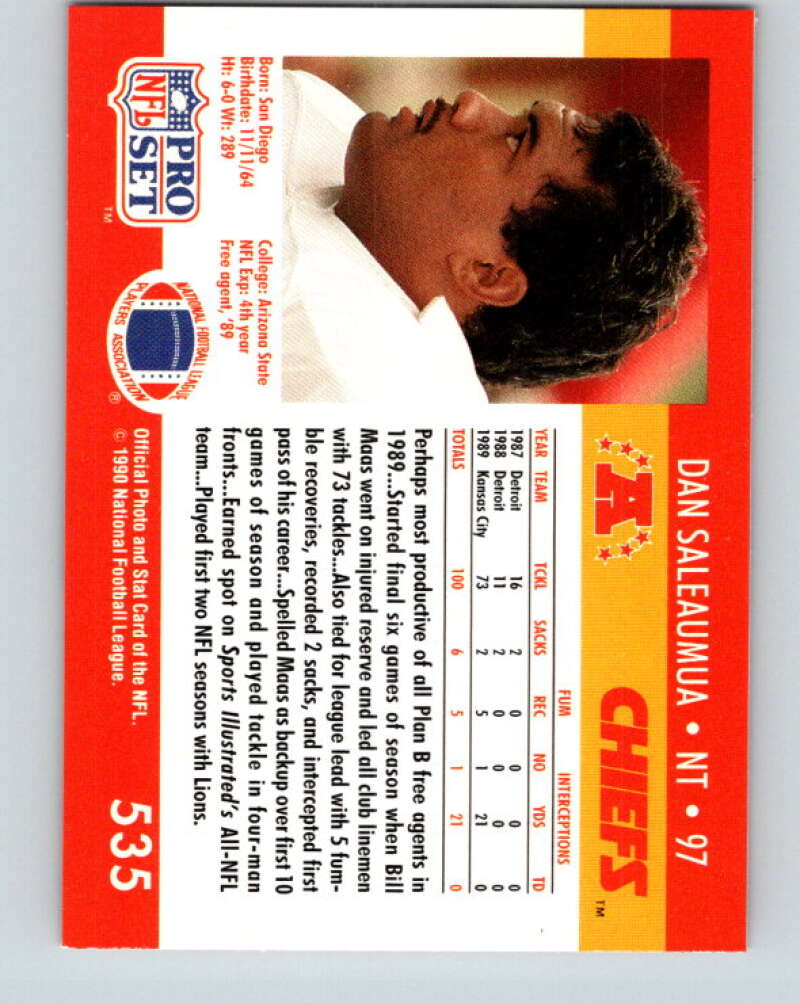 DAN SALEAUMUA • NT • 97
A
CHIEFS™
Born: San Diego
Birthdate: 11/11/64
Ht: 6-0 Wt: 289
College: Arizona State
NFL Exp: 4th year
Free agent, '89
FUM INTERCEPTIONS
YEAR TEAM TCKL SACKS REC NO YDS TD
1987 Detroit 16 2 0 0 0 0
1988 Detroit 11 2 0 0 0 0
1989 Kansas City 73 2 5 1 21 0
TOTALS 100 6 5 1 21 0
Perhaps most productive of all Plan B free agents in
1989...Started final six games of season when Bill
Maas went on injured reserve and led all club linemen
with 73 tackles...Also tied for league lead with 5 fum-
ble recoveries, recorded 2 sacks, and intercepted first
pass of his career...Spelled Maas as backup over first 10
games of season and played tackle in four-man
fronts...Earned spot on Sports Illustrated's All-NFL
team...Played first two NFL seasons with Lions.
NFL
PRO
SET
™
NATIONAL FOOTBALL LEAGUE
PLAYERS ASSOCIATION
®
Official Photo and Stat Card of the NFL.
© 1990 National Football League.
535